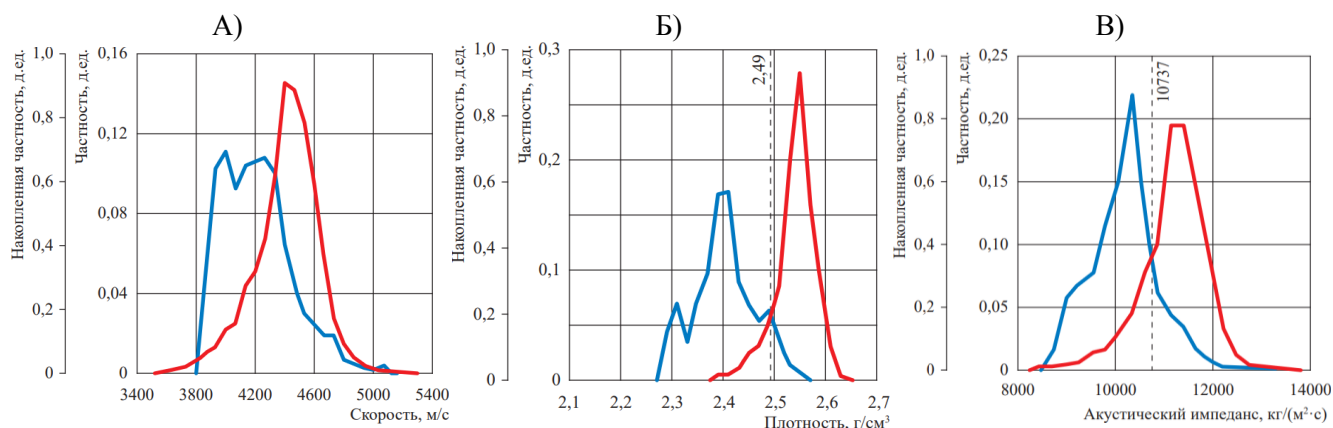 А)
Накопленная частность, д.ед.
1,0
0,8
0,6
0,4
0,2
0
Частность, д.ед.
0,16
0,12
0,08
0,04
0
3400 3800 4200 4600 5000 5400
Скорость, м/с
Б)
Накопленная частность, д.ед.
1,0
0,8
0,6
0,4
0,2
0
Частность, д.ед.
0,3
0,2
0,1
0
2,49
2,1 2,2 2,3 2,4 2,5 2,6 2,7
Плотность, г/см³
В)
Накопленная частность, д.ед.
1,0
0,8
0,6
0,4
0,2
0
Частность, д.ед.
0,25
0,20
0,15
0,10
0,05
0
10737
8000 10000 12000 14000
Акустический импеданс, кг/(м²·с)